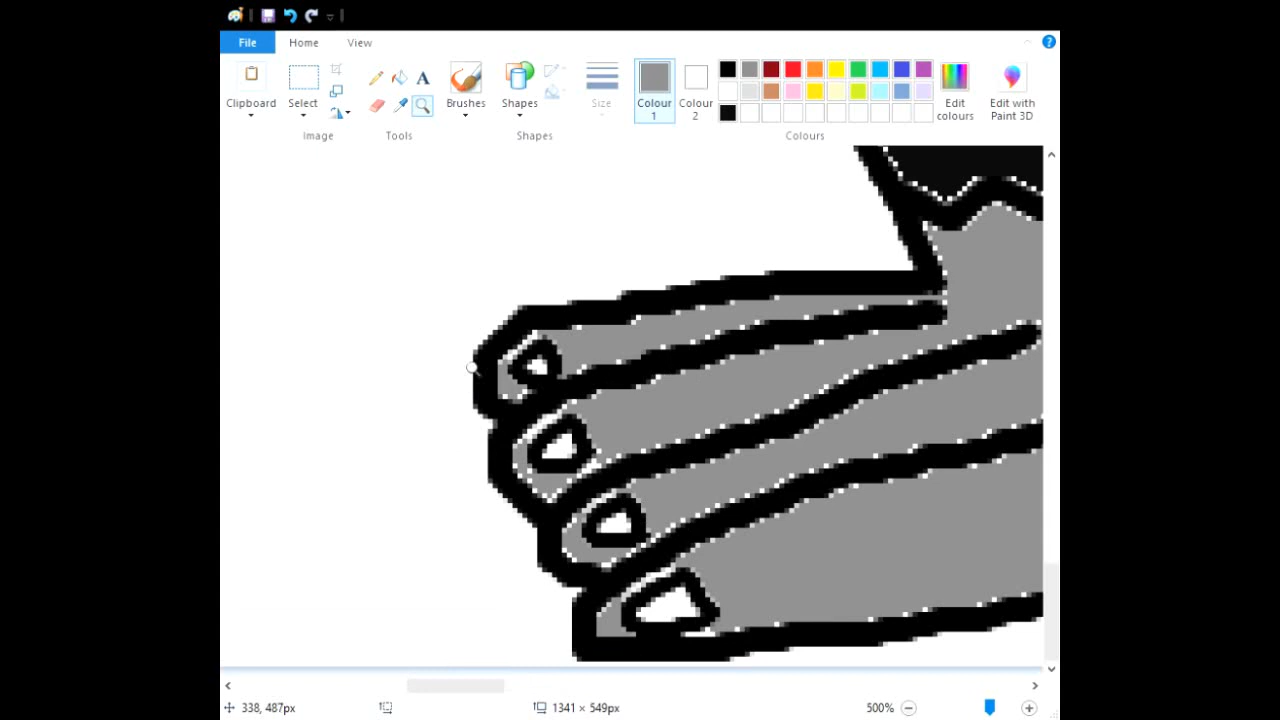 File Home View
Clipboard Select Brushes Shapes Size Colour 1 Colour 2 Edit colours Edit with Paint 3D
Image Tools Shapes Colours
338, 487px 1341 × 549px 500%